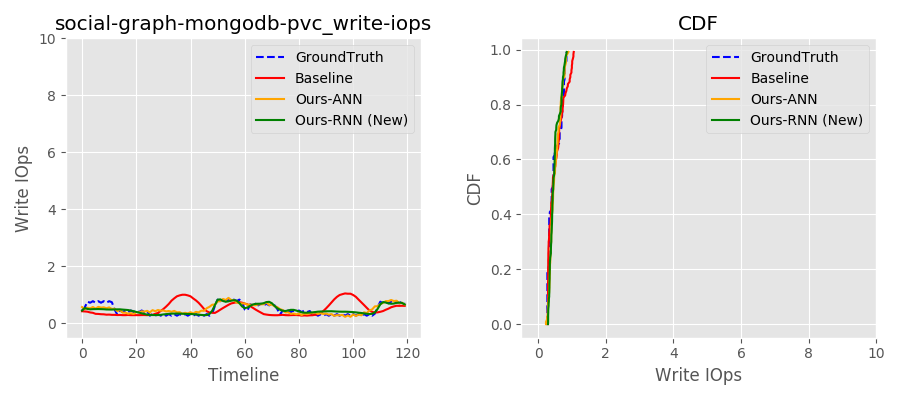 social-graph-mongodb-pvc_write-iops
10
8
6
4
2
0
Write IOps
0 20 40 60 80 100 120
Timeline
GroundTruth
Baseline
Ours-ANN
Ours-RNN (New)
CDF
1.0
0.8
0.6
0.4
0.2
0.0
CDF
0 2 4 6 8 10
Write IOps
GroundTruth
Baseline
Ours-ANN
Ours-RNN (New)